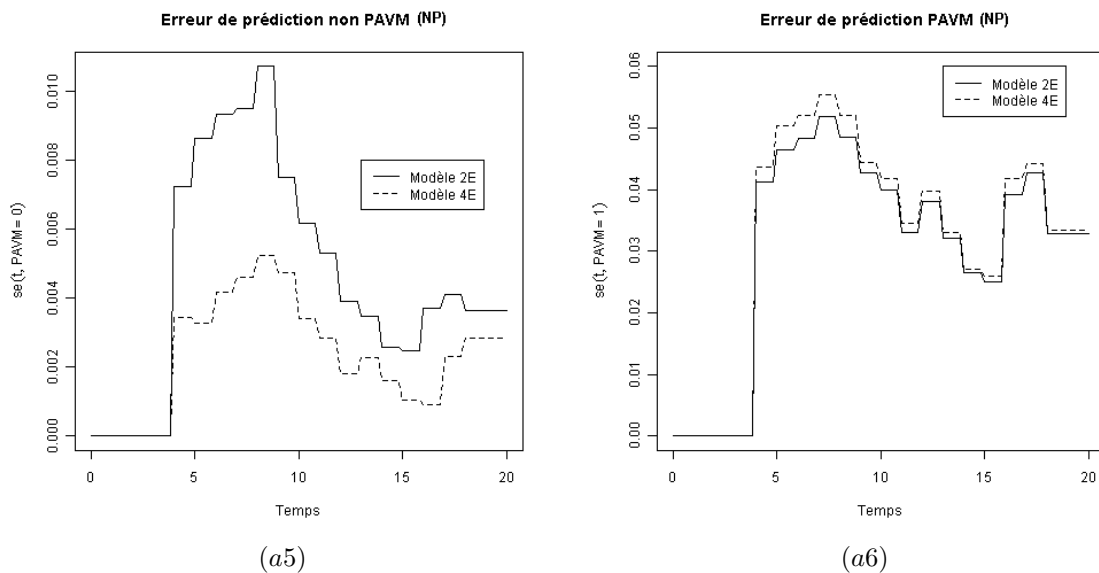 Erreur de prédiction non PAVM (NP)
se(t, PAVM = 0)
0.010
0.008
0.006
0.004
0.002
0.000
Modèle 2E
Modèle 4E
0 5 10 15 20
Temps
(a5)
Erreur de prédiction PAVM (NP)
se(t, PAVM = 1)
0.06
0.05
0.04
0.03
0.02
0.01
0.00
Modèle 2E
Modèle 4E
0 5 10 15 20
Temps
(a6)